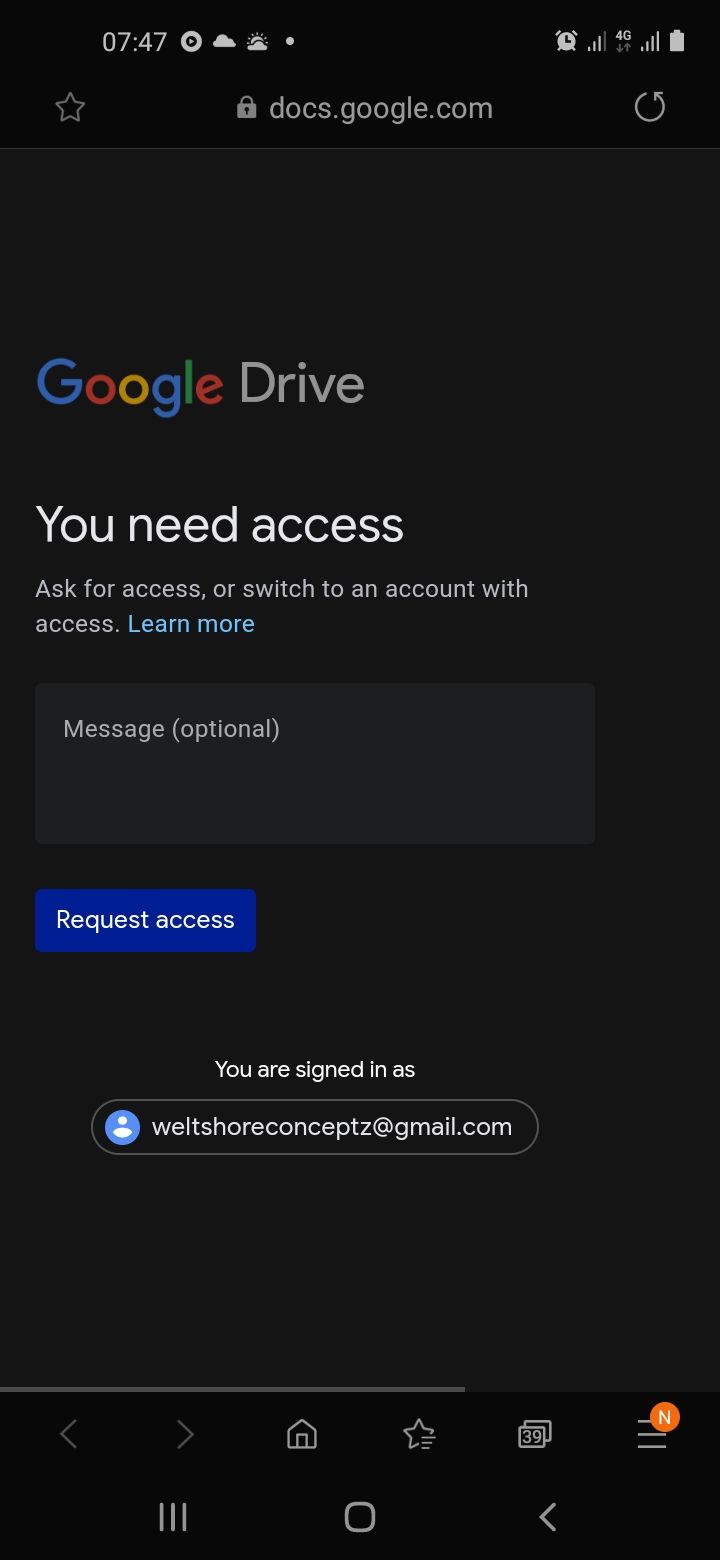 07:47
4G
docs.google.com
Google Drive
You need access
Ask for access, or switch to an account with
access. Learn more
Message (optional)
Request access
You are signed in as
weltshoreconceptz@gmail.com
39
N